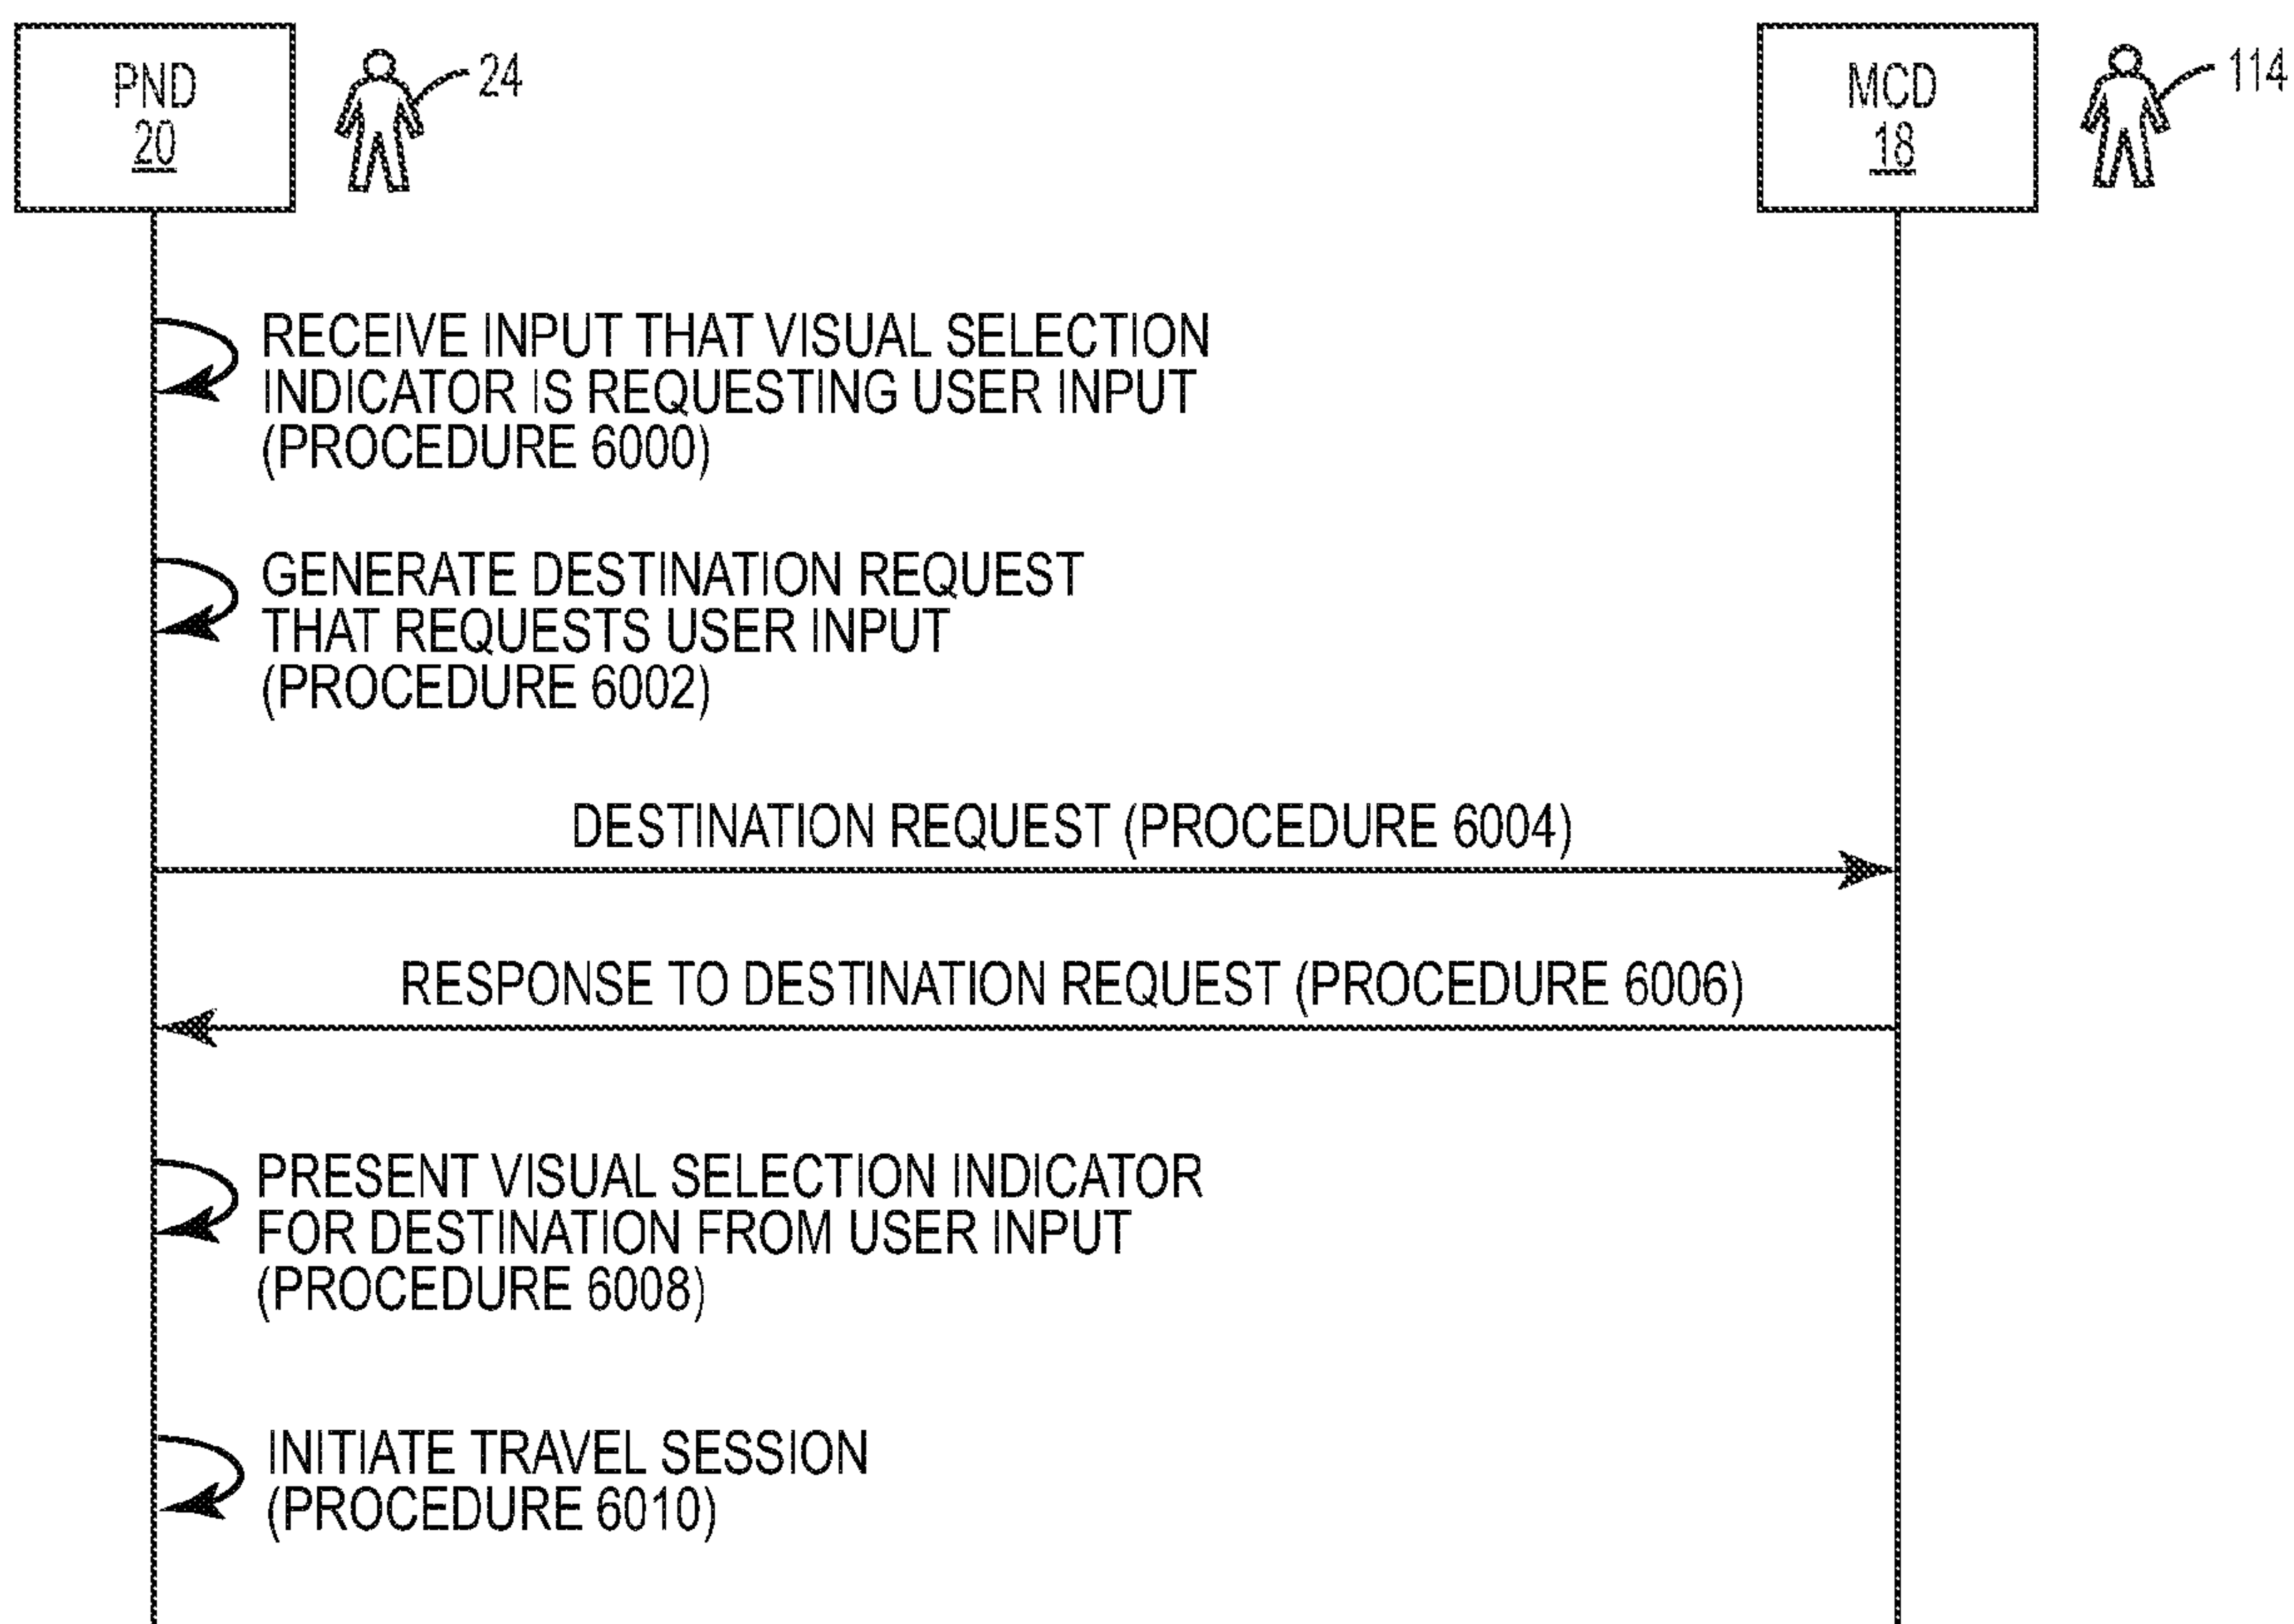 PND
20
24
MCD
18
114
RECEIVE INPUT THAT VISUAL SELECTION
INDICATOR IS REQUESTING USER INPUT
(PROCEDURE 6000)
GENERATE DESTINATION REQUEST
THAT REQUESTS USER INPUT
(PROCEDURE 6002)
DESTINATION REQUEST (PROCEDURE 6004)
RESPONSE TO DESTINATION REQUEST (PROCEDURE 6006)
PRESENT VISUAL SELECTION INDICATOR
FOR DESTINATION FROM USER INPUT
(PROCEDURE 6008)
INITIATE TRAVEL SESSION
(PROCEDURE 6010)